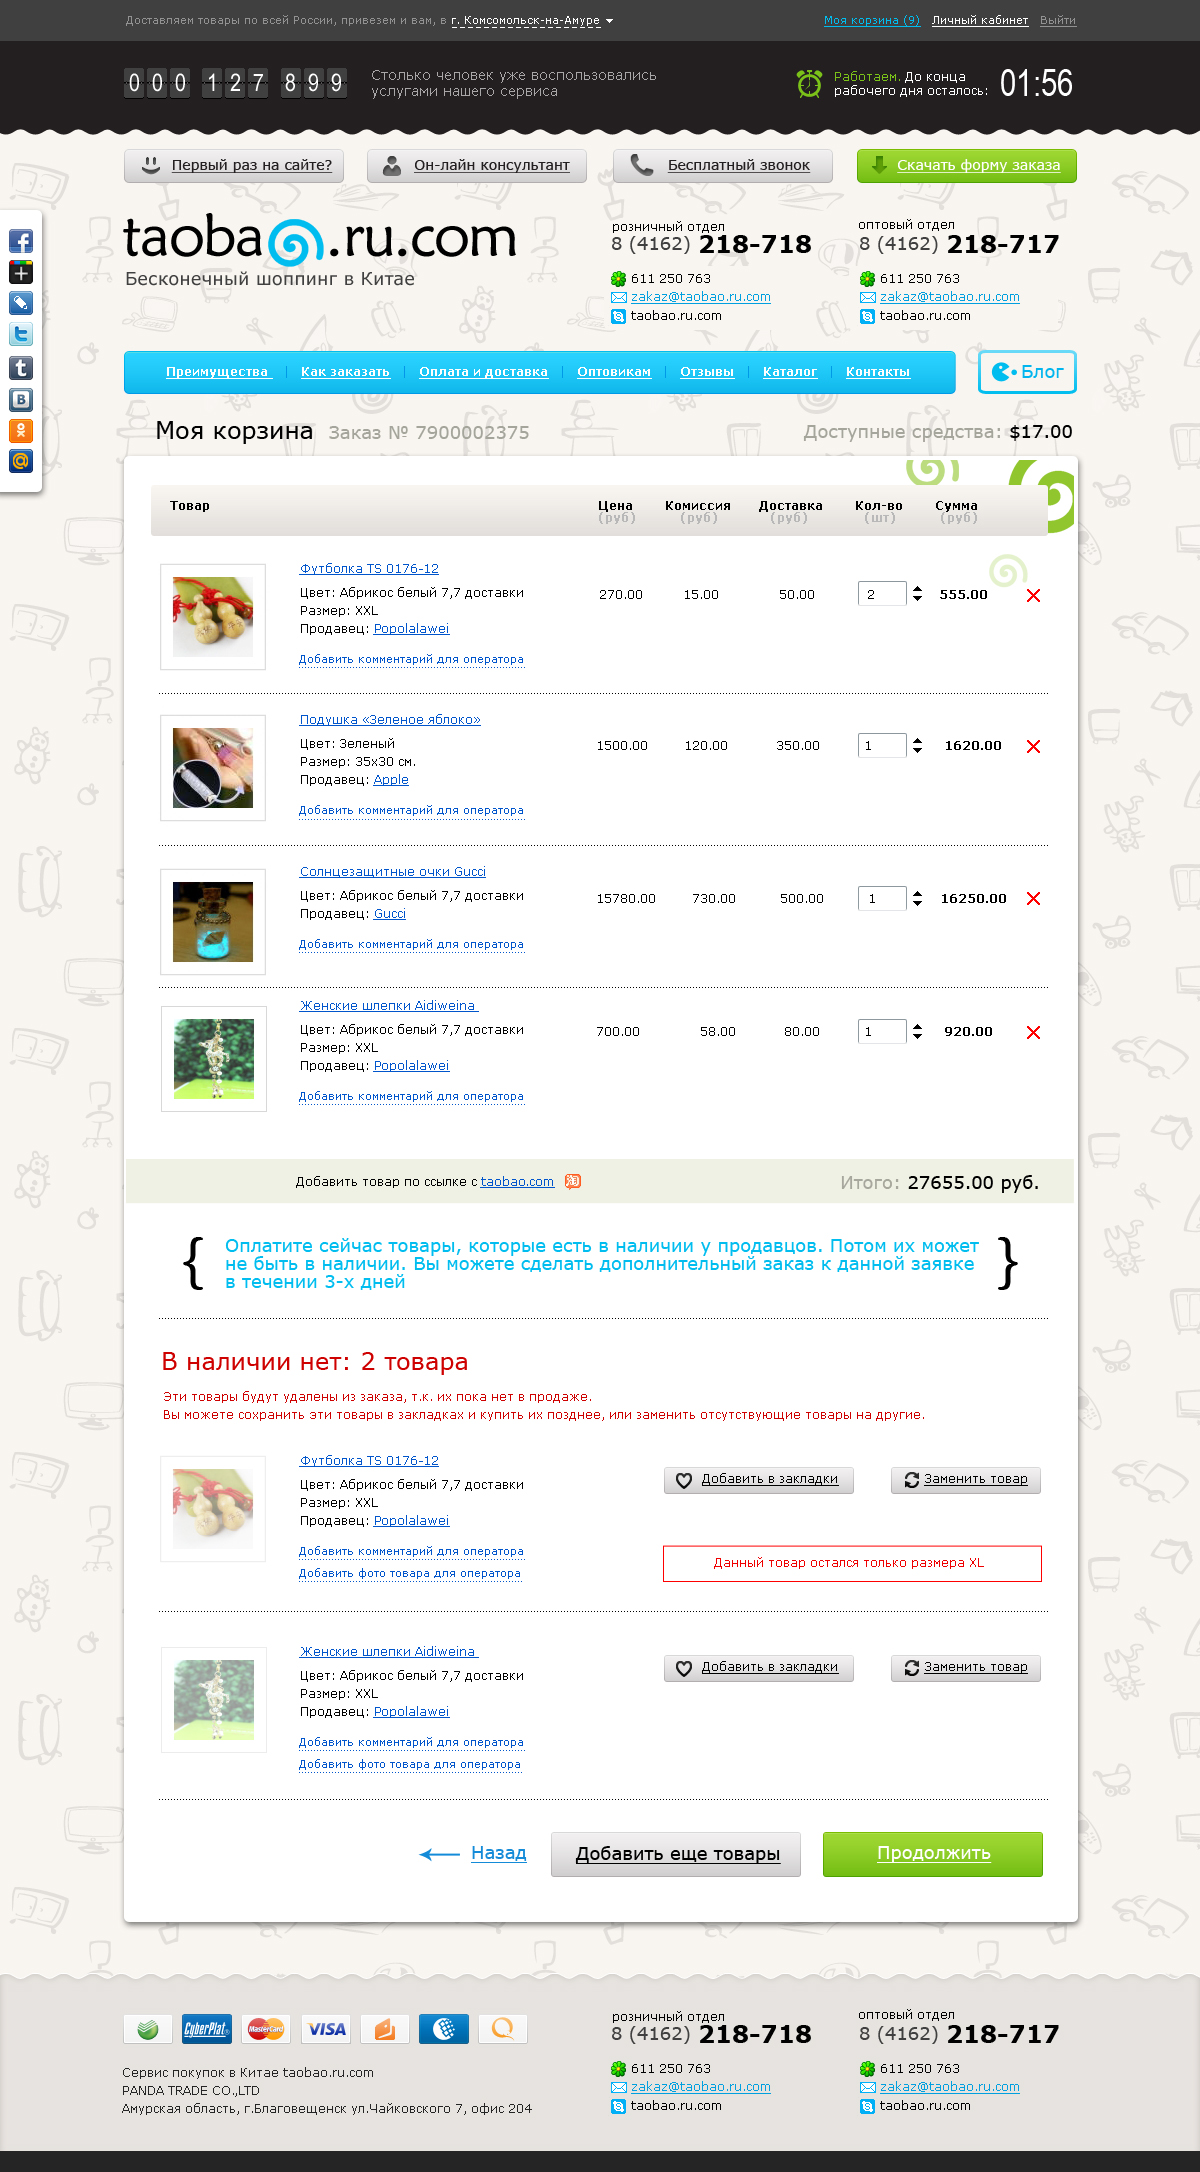 Доставляем товары по всей России, привезем и вам, в г. Комсомольск-на-Амуре
Моя корзина (9) Личный кабинет Выйти
000 127 899
Столько человек уже воспользовались
услугами нашего сервиса
Работаем. До конца
рабочего дня осталось:
01:56
Первый раз на сайте?
Он-лайн консультант
Бесплатный звонок
Скачать форму заказа
taobao.ru.com
Бесконечный шоппинг в Китае
розничный отдел
8 (4162) 218-718
611 250 763
zakaz@taobao.ru.com
taobao.ru.com
оптовый отдел
8 (4162) 218-717
611 250 763
zakaz@taobao.ru.com
taobao.ru.com
Преимущества Как заказать Оплата и доставка Оптовикам Отзывы Каталог Контакты
Блог
Моя корзина Заказ № 7900002375
Доступные средства: $17.00
Товар Цена Комиссия Доставка Кол-во Сумма
(руб) (руб) (руб) (шт) (руб)
Футболка TS 0176-12
Цвет: Абрикос белый 7,7 доставки
Размер: XXL
Продавец: Popolalawei
Добавить комментарий для оператора
270.00 15.00 50.00 2 555.00
Подушка «Зеленое яблоко»
Цвет: Зеленый
Размер: 35х30 см.
Продавец: Apple
Добавить комментарий для оператора
1500.00 120.00 350.00 1 1620.00
Солнцезащитные очки Gucci
Цвет: Абрикос белый 7,7 доставки
Продавец: Gucci
Добавить комментарий для оператора
15780.00 730.00 500.00 1 16250.00
Женские шлепки Aidiweina
Цвет: Абрикос белый 7,7 доставки
Размер: XXL
Продавец: Popolalawei
Добавить комментарий для оператора
700.00 58.00 80.00 1 920.00
Добавить товар по ссылке с taobao.com
Итого: 27655.00 руб.
{ Оплатите сейчас товары, которые есть в наличии у продавцов. Потом их может }
не быть в наличии. Вы можете сделать дополнительный заказ к данной заявке
в течении 3-х дней
В наличии нет: 2 товара
Эти товары будут удалены из заказа, т.к. их пока нет в продаже.
Вы можете сохранить эти товары в закладках и купить их позднее, или заменить отсутствующие товары на другие.
Футболка TS 0176-12
Цвет: Абрикос белый 7,7 доставки
Размер: XXL
Продавец: Popolalawei
Добавить комментарий для оператора
Добавить фото товара для оператора
Добавить в закладки
Заменить товар
Данный товар остался только размера XL
Женские шлепки Aidiweina
Цвет: Абрикос белый 7,7 доставки
Размер: XXL
Продавец: Popolalawei
Добавить комментарий для оператора
Добавить фото товара для оператора
Добавить в закладки
Заменить товар
Назад
Добавить еще товары
Продолжить
CyberPlat MasterCard VISA
Сервис покупок в Китае taobao.ru.com
PANDA TRADE CO.,LTD
Амурская область, г.Благовещенск ул.Чайковского 7, офис 204
розничный отдел
8 (4162) 218-718
611 250 763
zakaz@taobao.ru.com
taobao.ru.com
оптовый отдел
8 (4162) 218-717
611 250 763
zakaz@taobao.ru.com
taobao.ru.com